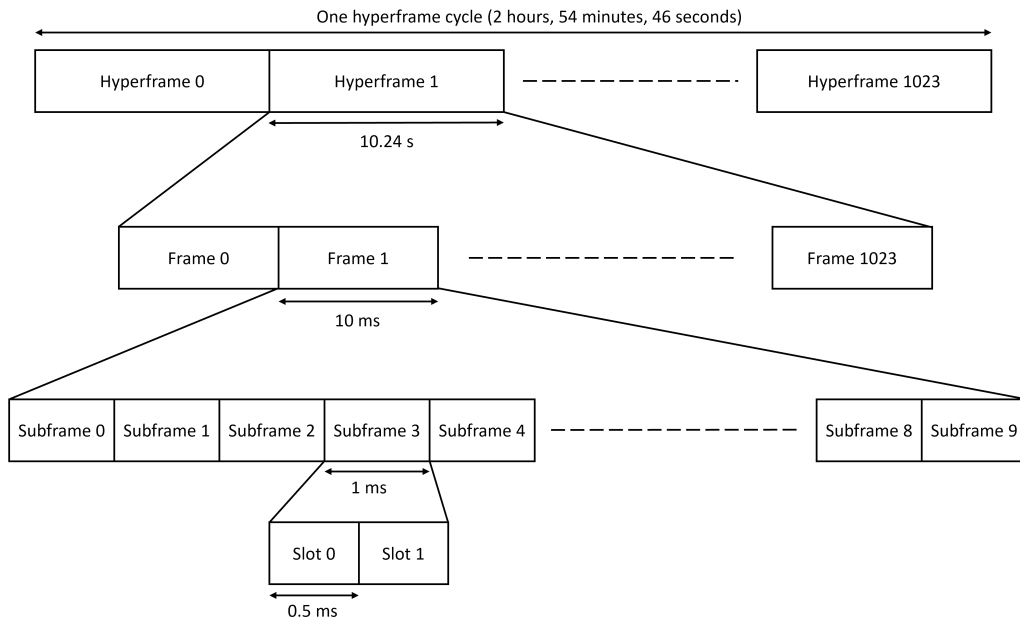 One hyperframe cycle (2 hours, 54 minutes, 46 seconds)
Hyperframe 0 Hyperframe 1 Hyperframe 1023
10.24 s
Frame 0 Frame 1 Frame 1023
10 ms
Subframe 0 Subframe 1 Subframe 2 Subframe 3 Subframe 4 Subframe 8 Subframe 9
1 ms
Slot 0 Slot 1
0.5 ms